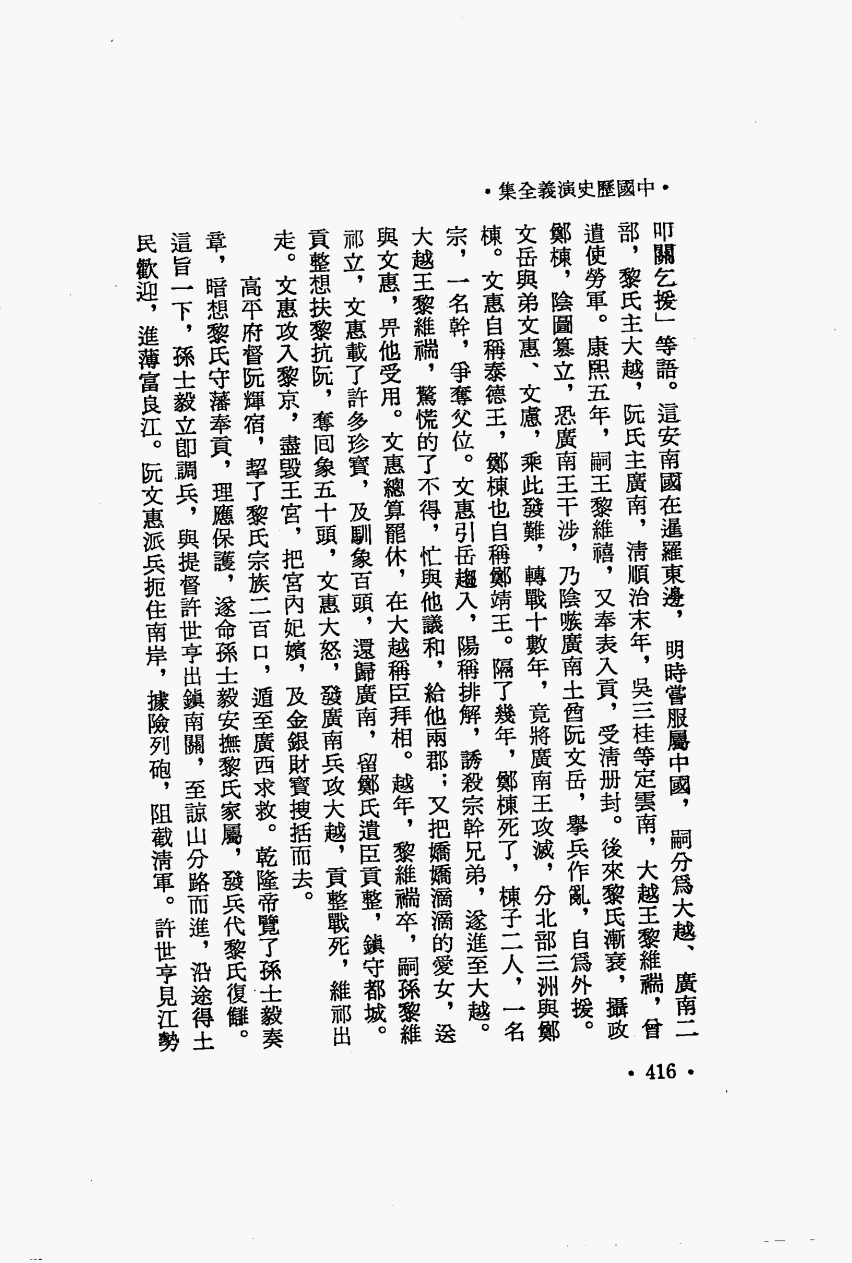 •中國歷史演義全集•
叩關乞援」等語。這安南國在暹羅東邊，明時嘗服屬中國，嗣分爲大越、廣南二
部，黎氏主大越，阮氏主廣南，清順治末年，吳三桂等定雲南，大越王黎維褍，曾
遣使勞軍。康熙五年，嗣王黎維禧，又奉表入貢，受清册封。後來黎氏漸衰，攝政
鄭棟，陰圖篡立，恐廣南王干涉，乃陰嗾廣南土酋阮文岳，舉兵作亂，自爲外援。
文岳與弟文惠、文慮，乘此發難，轉戰十數年，竟將廣南王攻滅，分北部三洲與鄭
棟。文惠自稱泰德王，鄭棟也自稱鄭靖王。隔了幾年，鄭棟死了，棟子二人，一名
宗，一名幹，爭奪父位。文惠引岳趨入，陽稱排解，誘殺宗幹兄弟，遂進至大越。
大越王黎維褍，驚慌的了不得，忙與他議和，給他兩郡；又把嬌嬌滴滴的愛女，送
與文惠，畀他受用。文惠總算罷休，在大越稱臣拜相。越年，黎維褍卒，嗣孫黎維
祁立，文惠載了許多珍寶，及馴象百頭，還歸廣南，留鄭氏遺臣貢整，鎮守都城。
貢整想扶黎抗阮，奪回象五十頭，文惠大怒，發廣南兵攻大越，貢整戰死，維祁出
走。文惠攻入黎京，盡毀王宮，把宮內妃嬪，及金銀財寶搜括而去。
高平府督阮輝宿，挈了黎氏宗族二百口，遁至廣西求救。乾隆帝覽了孫士毅奏
章，暗想黎氏守藩奉貢，理應保護，遂命孫士毅安撫黎氏家屬，發兵代黎氏復讎。
這旨一下，孫士毅立卽調兵，與提督許世亨出鎮南關，至諒山分路而進，沿途得土
民歡迎，進薄富良江。阮文惠派兵扼住南岸，據險列砲，阻截清軍。許世亨見江勢
•416•